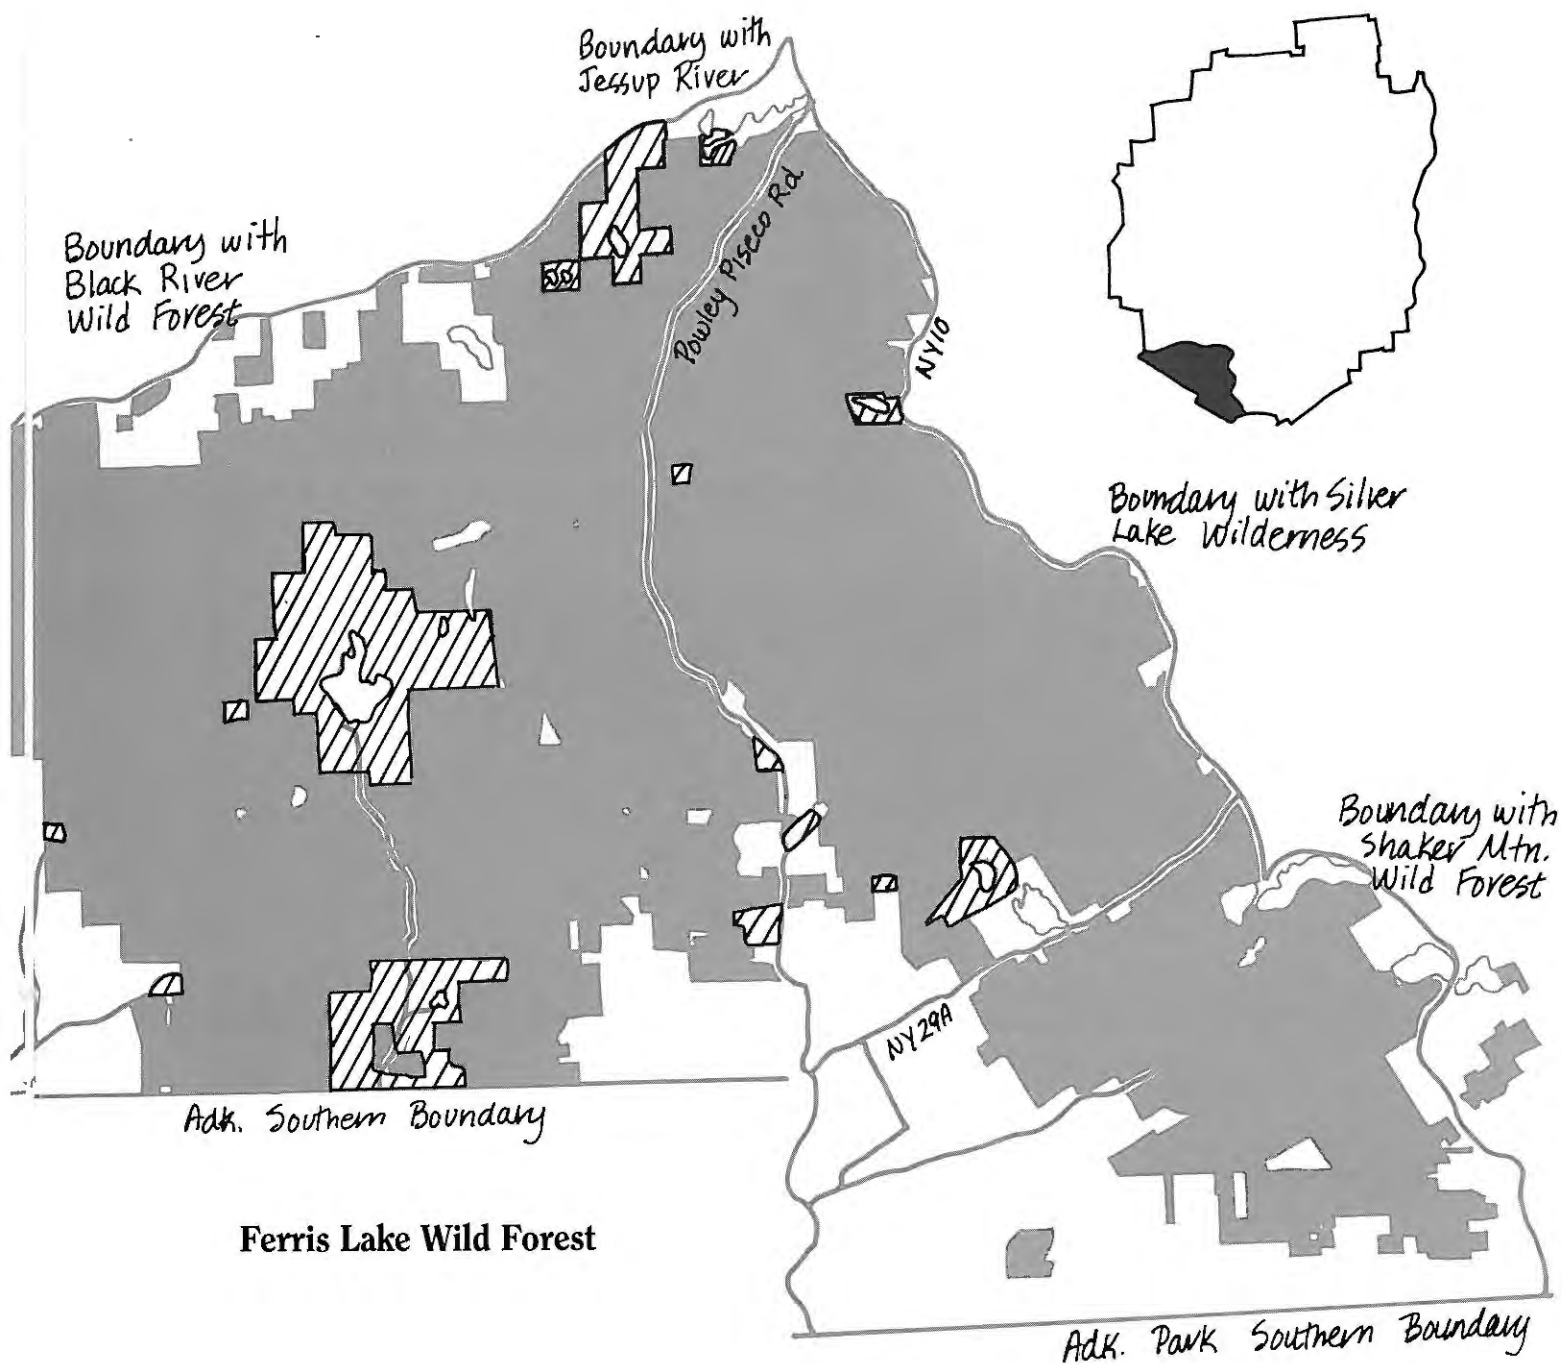 Boundary with
Jessup River
Boundary with
Black River
Wild Forest
Powley Piseco Rd
NY10
Boundary with Silver
Lake Wilderness
Boundary with
Shaker Mtn.
Wild Forest
NY29A
Adk. Southern Boundary
Ferris Lake Wild Forest
Adk. Park Southern Boundary